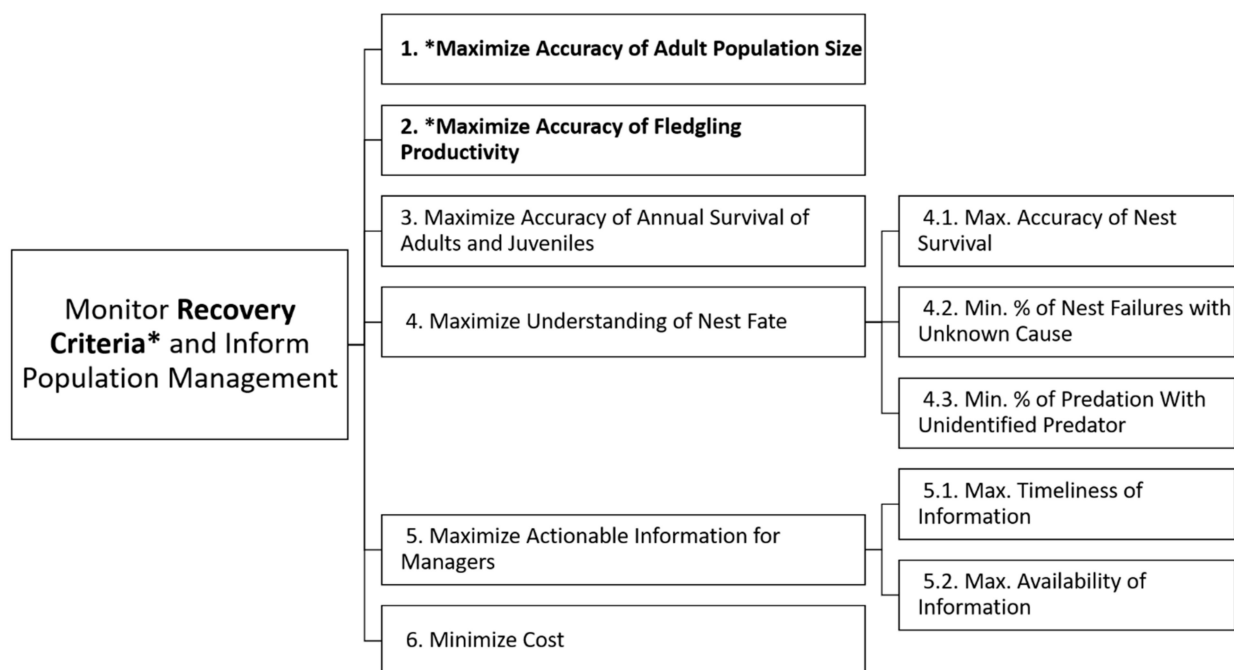 1. *Maximize Accuracy of Adult Population Size
2. *Maximize Accuracy of Fledgling
Productivity
3. Maximize Accuracy of Annual Survival of
Adults and Juveniles
4. Maximize Understanding of Nest Fate
5. Maximize Actionable Information for
Managers
6. Minimize Cost
Monitor Recovery
Criteria* and Inform
Population Management
4.1. Max. Accuracy of Nest
Survival
4.2. Min. % of Nest Failures with
Unknown Cause
4.3. Min. % of Predation With
Unidentified Predator
5.1. Max. Timeliness of
Information
5.2. Max. Availability of
Information